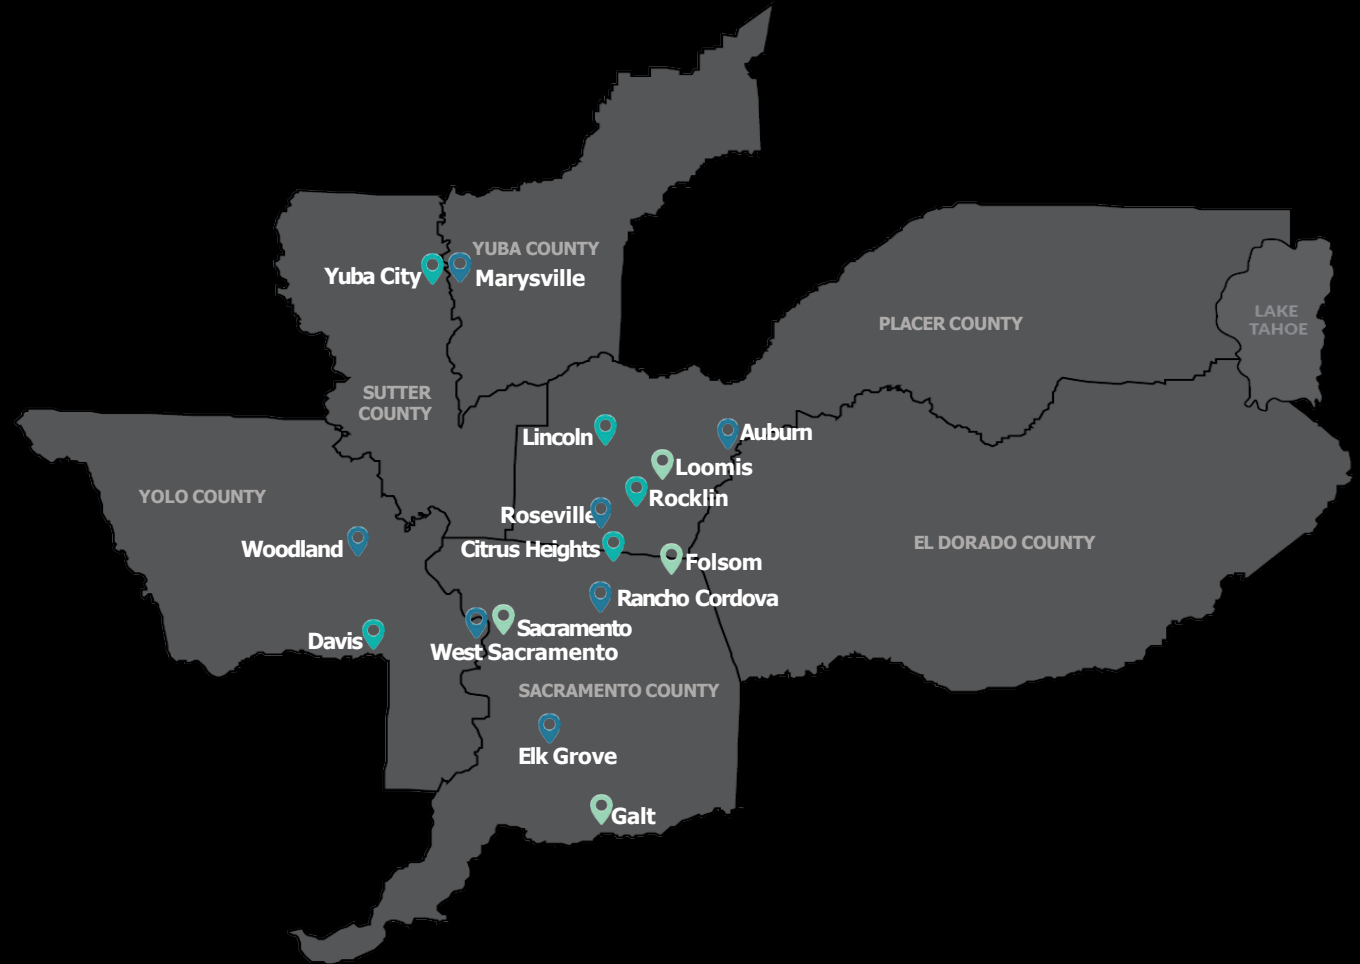 YUBA COUNTY
Yuba City
Marysville
LAKE
TAHOE
PLACER COUNTY
SUTTER
COUNTY
Lincoln
Auburn
Loomis
YOLO COUNTY
Rocklin
Roseville
Woodland
Citrus Heights
EL DORADO COUNTY
Folsom
Rancho Cordova
Davis
Sacramento
West Sacramento
SACRAMENTO COUNTY
Elk Grove
Galt